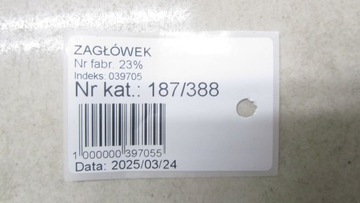 ZAGŁÓWEK
Nr fabr. 23%
Indeks: 039705
Nr kat.: 187/388
1 000000 397055
Data: 2025/03/24